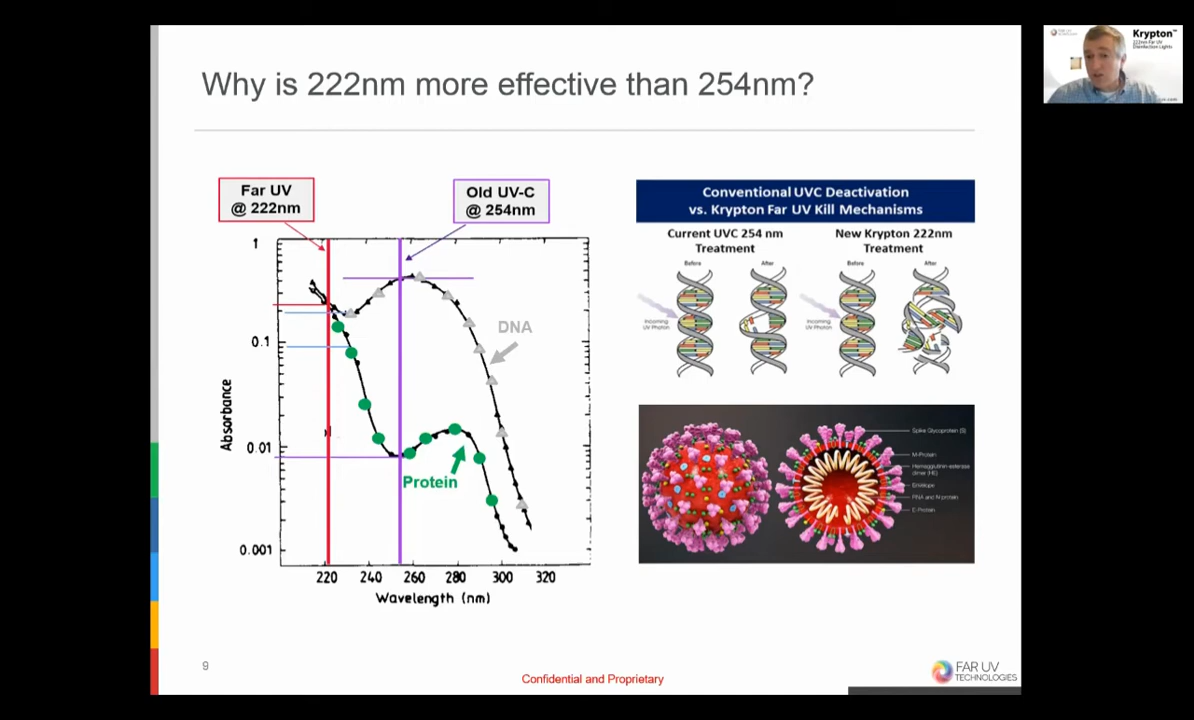 Why is 222nm more effective than 254nm?
Krypton™
222nm Far UV
Disinfection Lights
Far UV
@ 222nm
Old UV-C
@ 254nm
1
0.1
0.01
0.001
Absorbance
220
240
260
280
300
320
Wavelength (nm)
DNA
Protein
Conventional UVC Deactivation
vs. Krypton Far UV Kill Mechanisms
Current UVC 254 nm
Treatment
New Krypton 222nm
Treatment
Before
After
Before
After
Incoming
UV Photon
Incoming
UV Photon
Spike Glycoprotein (S)
M-Protein
Hemagglutinin-esterase
dimer (HE)
Envelope
RNA and N protein
E-Protein
9
Confidential and Proprietary
FAR UV
TECHNOLOGIES